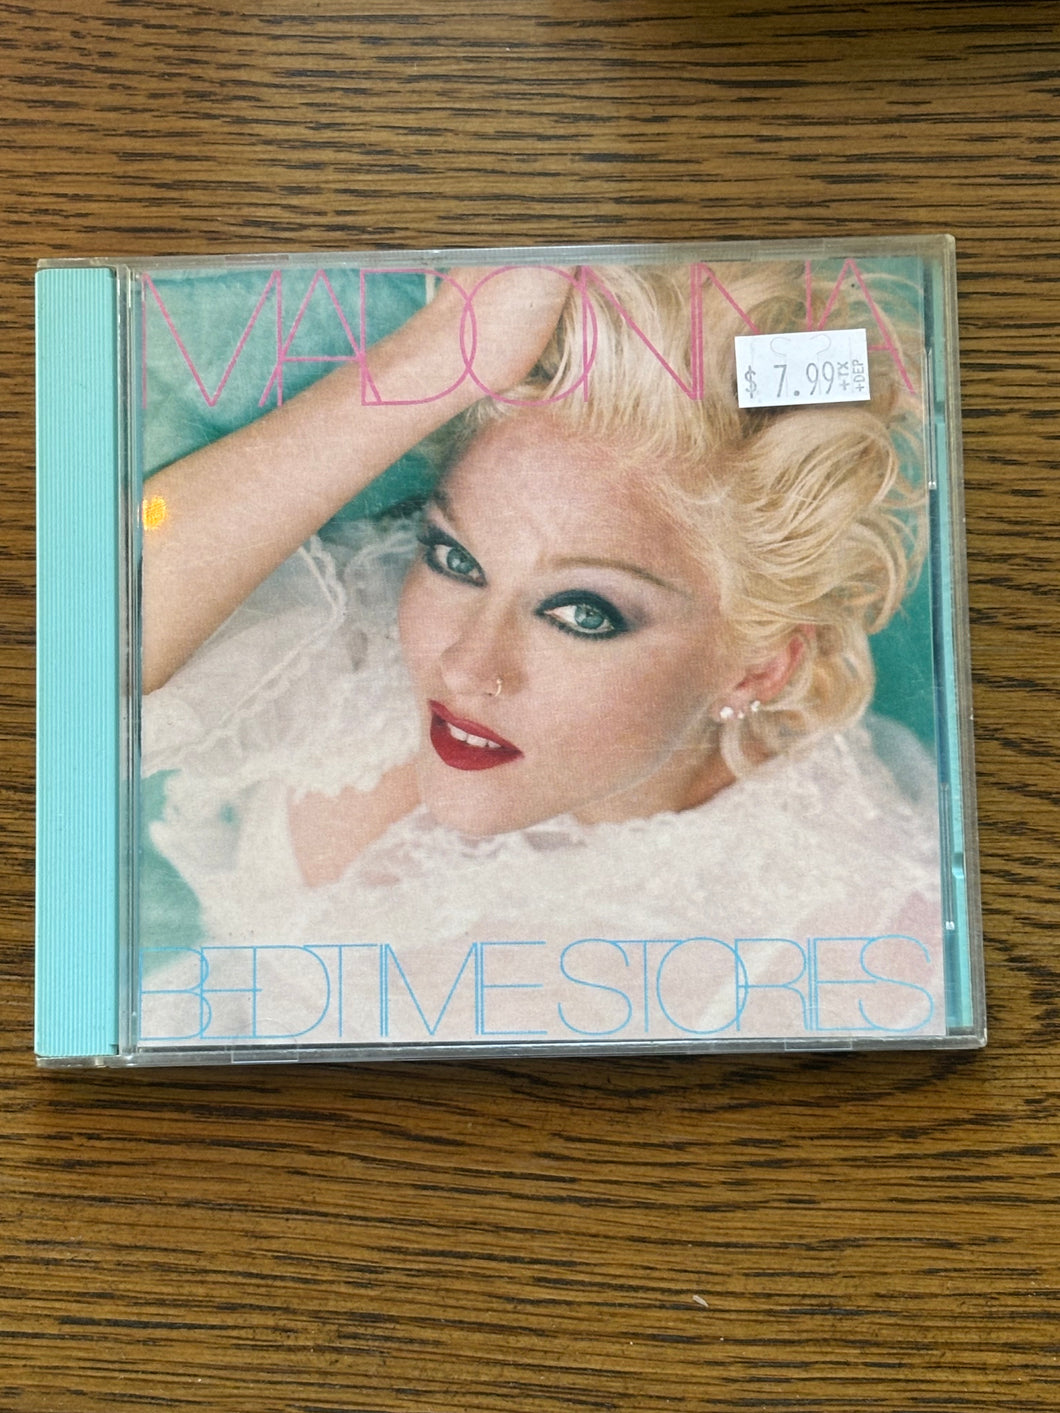 MADONNA
$ 7.99 +TX +DEP
BEDTIME STORIES